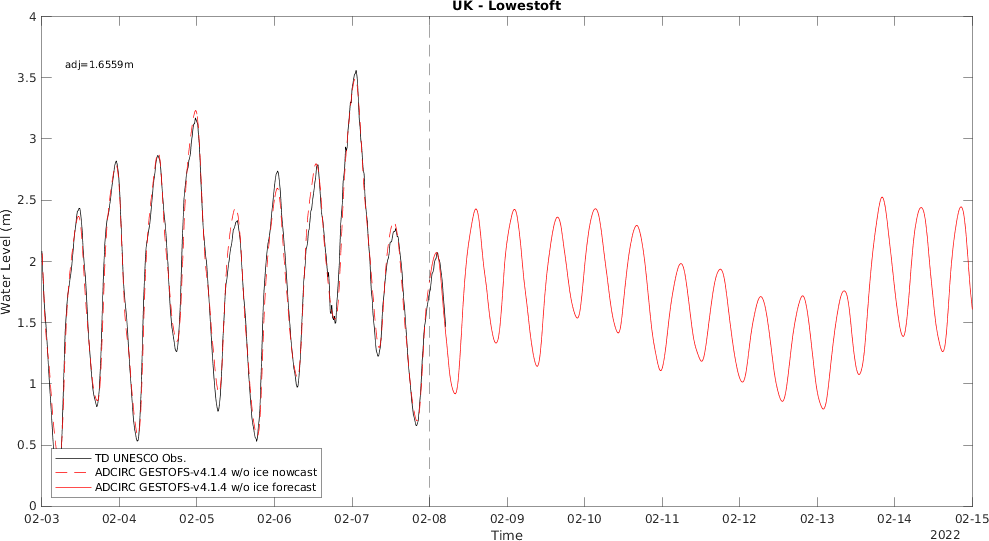 UK - Lowestoft
adj=1.6559m
Water Level (m)
4
3.5
3
2.5
2
1.5
1
0.5
0
TD UNESCO Obs.
ADCIRC GESTOFS-v4.1.4 w/o ice nowcast
ADCIRC GESTOFS-v4.1.4 w/o ice forecast
02-03 02-04 02-05 02-06 02-07 02-08 02-09 02-10 02-11 02-12 02-13 02-14 02-15
Time
2022